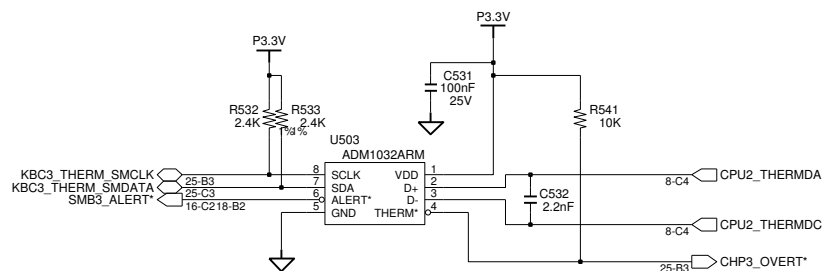 P3.3V
P3.3V
C531
100nF
25V
R532
2.4K
R533
2.4K
1%
R541
10K
U503
ADM1032ARM
KBC3_THERM_SMCLK
25-B3
8 SCLK
VDD 1
KBC3_THERM_SMDATA
25-C3
7 SDA
D+ 2
8-C4
CPU2_THERMDA
SMB3_ALERT*
16-C2 18-B2
6 ALERT*
D- 3
C532
2.2nF
5 GND
THERM* 4
8-C4
CPU2_THERMDC
25-B3
CHP3_OVERT*